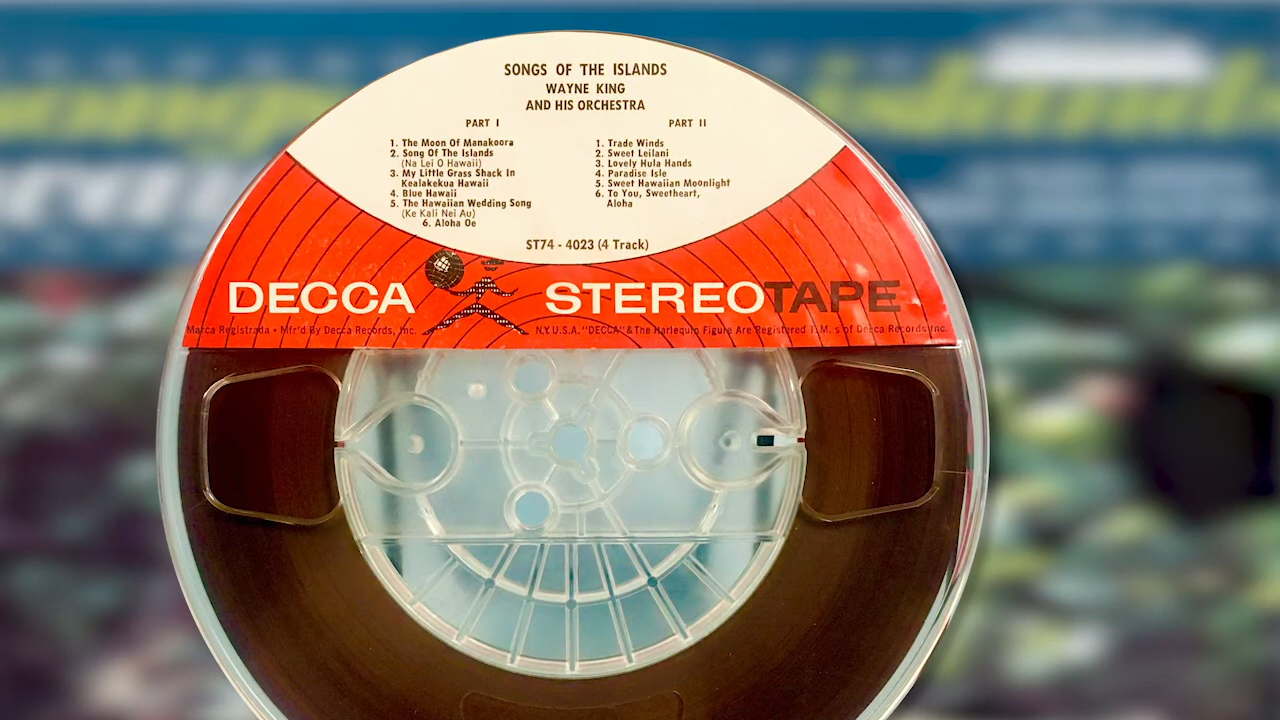 SONGS OF THE ISLANDS
WAYNE KING
AND HIS ORCHESTRA
PART I
1. The Moon Of Manakoora
2. Song Of The Islands
(Na Lei O Hawaii)
3. My Little Grass Shack In
Kealakekua Hawaii
4. Blue Hawaii
5. The Hawaiian Wedding Song
(Ke Kali Nei Au)
6. Aloha Oe
PART II
1. Trade Winds
2. Sweet Leilani
3. Lovely Hula Hands
4. Paradise Isle
5. Sweet Hawaiian Moonlight
6. To You, Sweetheart,
Aloha
ST74 - 4023 (4 Track)
DECCA STEREOTAPE
Marca Registrada • Mfr'd By Decca Records, Inc. N.Y. U.S.A. "DECCA" & The Harlequin Figure Are Registered T.M.'s of Decca Records Inc.